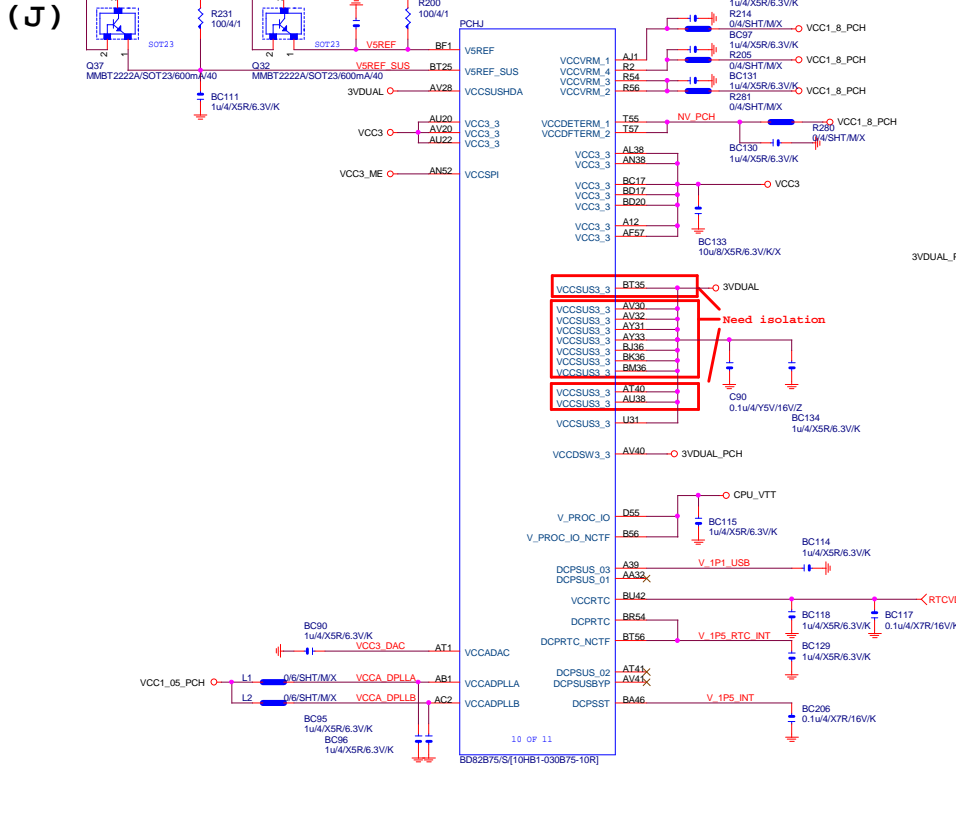 (J)
1u/4/X5R/6.3V/K
R231
100/4/1
R200
100/4/1
PCHJ
R214
0/4/SHT/M/X
VCC1_8_PCH
BC97
1u/4/X5R/6.3V/K
SOT23
SOT23
2
1
2
1
V5REF
BF1
V5REF
VCCVRM_1
AJ1
R205
0/4/SHT/M/X
VCC1_8_PCH
Q37
MMBT2222A/SOT23/600mA/40
Q32
MMBT2222A/SOT23/600mA/40
V5REF_SUS
BT25
V5REF_SUS
VCCVRM_4
R2
VCCVRM_3
R54
BC131
1u/4/X5R/6.3V/K
3VDUAL
AV28
VCCSUSHDA
VCCVRM_2
R56
VCC1_8_PCH
BC111
1u/4/X5R/6.3V/K
R281
0/4/SHT/M/X
AU20
VCC3_3
VCC3
AV20
VCC3_3
AU22
VCC3_3
VCCDETERM_1
T55
NV_PCH
VCC1_8_PCH
VCCDFTERM_2
T57
R280
0/4/SHT/M/X
BC130
1u/4/X5R/6.3V/K
VCC3_3
AL38
VCC3_3
AN38
VCC3_ME
AN52
VCCSPI
VCC3_3
BC17
VCC3
VCC3_3
BD17
VCC3_3
BD20
VCC3_3
A12
VCC3_3
AF57
BC133
10u/8/X5R/6.3V/K/X
VCCSUS3_3
BT35
3VDUAL
VCCSUS3_3
AV30
VCCSUS3_3
AV32
Need isolation
VCCSUS3_3
AY31
VCCSUS3_3
AY33
VCCSUS3_3
BJ36
VCCSUS3_3
BK36
VCCSUS3_3
BM36
VCCSUS3_3
AT40
VCCSUS3_3
AU38
C90
0.1u/4/Y5V/16V/Z
BC134
1u/4/X5R/6.3V/K
VCCSUS3_3
U31
VCCDSW3_3
AV40
3VDUAL_PCH
CPU_VTT
V_PROC_IO
D55
BC115
1u/4/X5R/6.3V/K
V_PROC_IO_NCTF
B56
BC114
1u/4/X5R/6.3V/K
DCPSUS_03
A39
V_1P1_USB
DCPSUS_01
AA32
VCCRTC
BU42
DCPRTC
BR54
BC118
1u/4/X5R/6.3V/K
BC117
DCPRTC_NCTF
BT56
V_1P5_RTC_INT
BC129
1u/4/X5R/6.3V/K
BC90
1u/4/X5R/6.3V/K
VCC3_DAC
AT1
VCCADAC
DCPSUS_02
AT41
DCPSUSBYP
AV41
VCC1_05_PCH
L1
0/6/SHT/M/X
VCCA_DPLLA
AB1
VCCADPLLA
L2
0/6/SHT/M/X
VCCA_DPLLB
AC2
VCCADPLLB
DCPSST
BA46
V_1P5_INT
BC206
0.1u/4/X7R/16V/K
BC95
1u/4/X5R/6.3V/K
BC96
1u/4/X5R/6.3V/K
10 OF 11
BD82B75/S/[10HB1-030B75-10R]